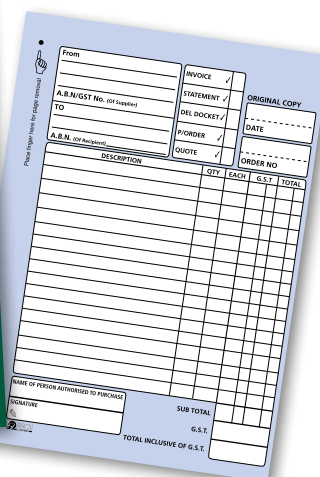 From
A.B.N/GST No. (Of Supplier)
TO
A.B.N. (Of Recipient)
INVOICE ✓
STATEMENT ✓
DEL DOCKET ✓
P/ORDER ✓
QUOTE ✓
ORIGINAL COPY
DATE
ORDER NO
Place finger here for page removal
DESCRIPTION QTY EACH G.S.T TOTAL
NAME OF PERSON AUTHORISED TO PURCHASE
SIGNATURE
SUB TOTAL
G.S.T.
TOTAL INCLUSIVE OF G.S.T.